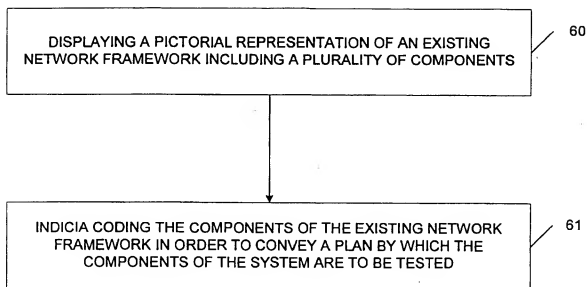 DISPLAYING A PICTORIAL REPRESENTATION OF AN EXISTING
NETWORK FRAMEWORK INCLUDING A PLURALITY OF COMPONENTS
60
INDICIA CODING THE COMPONENTS OF THE EXISTING NETWORK
FRAMEWORK IN ORDER TO CONVEY A PLAN BY WHICH THE
COMPONENTS OF THE SYSTEM ARE TO BE TESTED
61